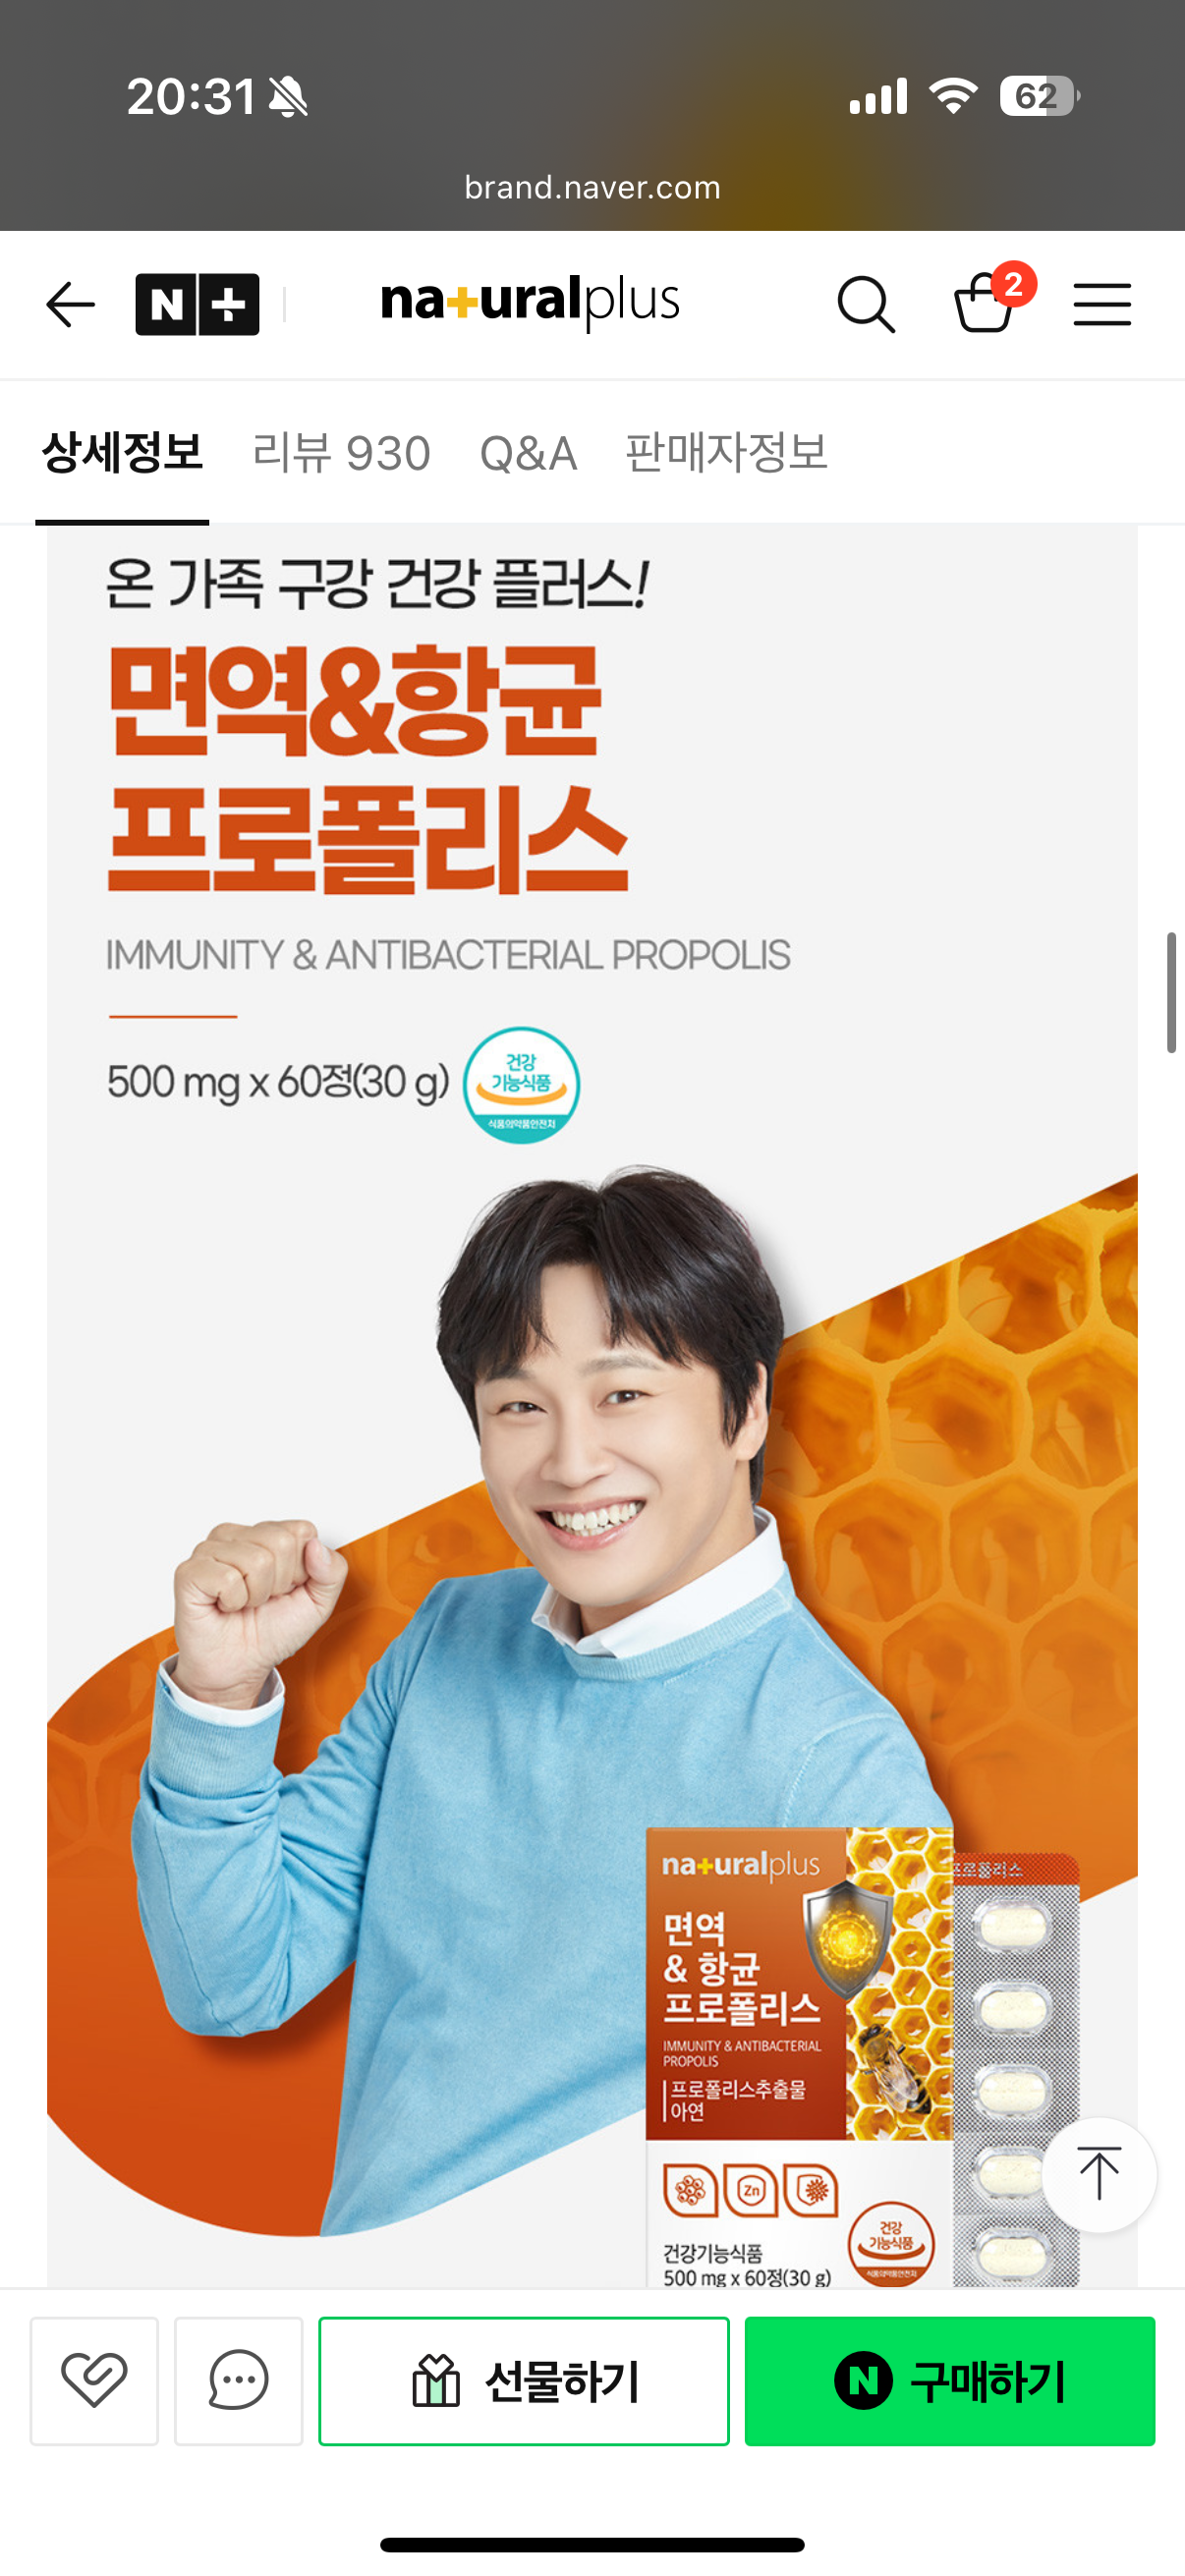 20:31
62
brand.naver.com
N+
na+uralplus
2
상세정보 리뷰 930 Q&A 판매자정보
온 가족 구강 건강 플러스!
면역&항균
프로폴리스
IMMUNITY & ANTIBACTERIAL PROPOLIS
500 mg x 60정(30 g)
건강
기능식품
식품의약품안전처
na+uralplus
면역
& 항균
프로폴리스
IMMUNITY & ANTIBACTERIAL
PROPOLIS
프로폴리스추출물
아연
Zn
건강기능식품
500 mg x 60정(30 g)
건강
기능식품
식품의약품안전처
프로폴리스
선물하기
N 구매하기